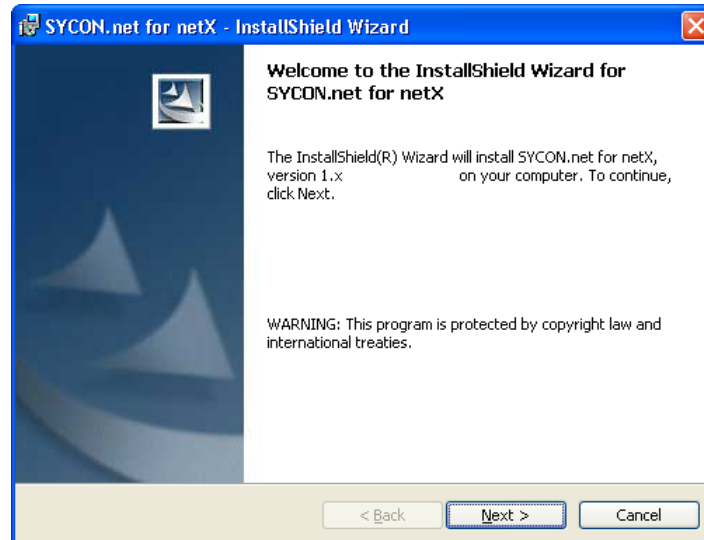 SYCON.net for netX - InstallShield Wizard
Welcome to the InstallShield Wizard for
SYCON.net for netX
The InstallShield(R) Wizard will install SYCON.net for netX,
version 1.x on your computer. To continue,
click Next.
WARNING: This program is protected by copyright law and
international treaties.
< Back Next > Cancel